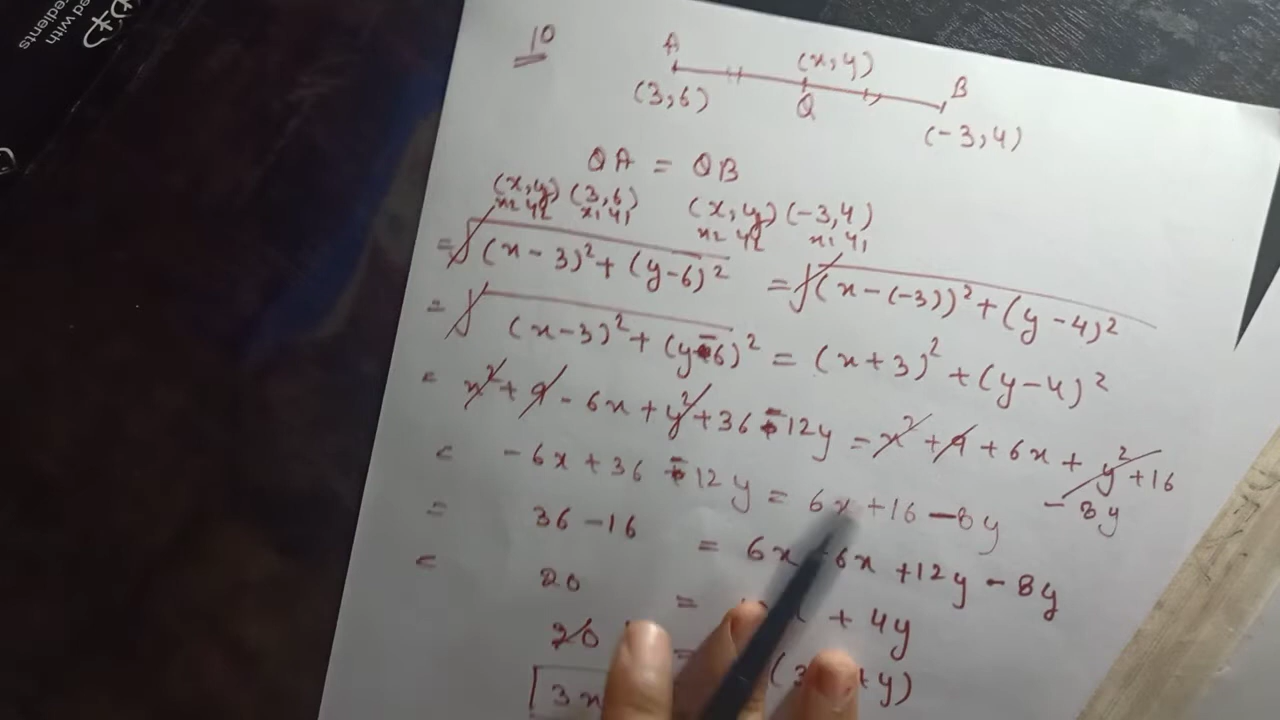 10
A (x,y) B
(3,6) Q (-3,4)
QA = QB
(x,y) (3,6) (x,y) (-3,4)
x2 y2 x1 y1 x2 y2 x1 y1
= √(x-3)²+(y-6)² = √(x-(-3))²+(y-4)²
= √(x-3)²+(y-6)² = (x+3)²+(y-4)²
= x²+9-6x+y²+36-12y = x²+9+6x+y²+16
-8y
= -6x+36-12y = 6x+16-8y
= 36-16 = 6x+6x+12y-8y
= 20 = + 4y
20 = (3 +y)
3x